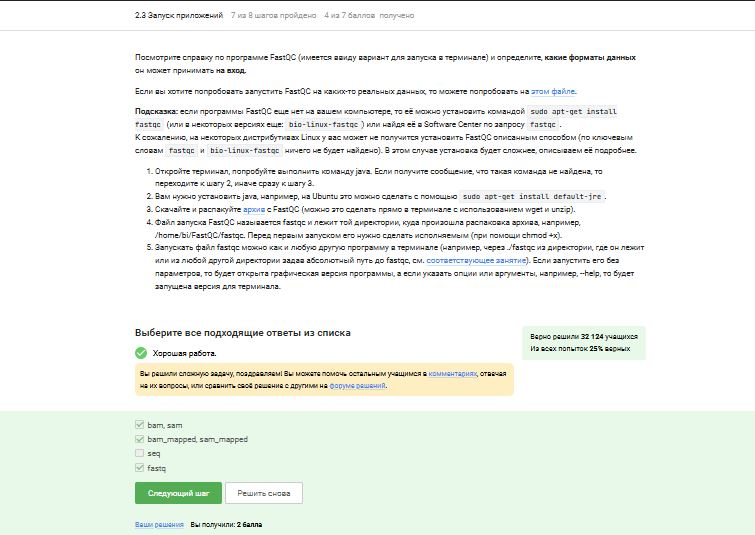 2.3 Запуск приложений 7 из 8 шагов пройдено 4 из 7 баллов получено
Посмотрите справку по программе FastQC (имеется ввиду вариант для запуска в терминале) и определите, какие форматы данных
он может принимать на вход.
Если вы хотите попробовать запустить FastQC на каких-то реальных данных, то можете попробовать на этом файле.
Подсказка: если программы FastQC еще нет на вашем компьютере, то её можно установить командой sudo apt-get install
fastqc (или в некоторых версиях еще: bio-linux-fastqc) или найдя её в Software Center по запросу fastqc.
К сожалению, на некоторых дистрибутивах Linux у вас может не получится установить FastQC описанным способом (по ключевым
словам fastqc и bio-linux-fastqc ничего не будет найдено). В этом случае установка будет сложнее, описываем её подробнее.
1. Откройте терминал, попробуйте выполнить команду java. Если получите сообщение, что такая команда не найдена, то
переходите к шагу 2, иначе сразу к шагу 3.
2. Вам нужно установить java, например, на Ubuntu это можно сделать с помощью sudo apt-get install default-jre.
3. Скачайте и распакуйте архив с FastQC (можно это сделать прямо в терминале с использованием wget и unzip).
4. Файл запуска FastQC называется fastqc и лежит той директории, куда произошла распаковка архива, например,
/home/bi/FastQC/fastqc. Перед первым запуском его нужно сделать исполняемым (при помощи chmod +x).
5. Запускать файл fastqc можно как и любую другую программу в терминале (например, через ./fastqc из директории, где он лежит
или из любой другой директории задав абсолютный путь до fastqc, см. соответствующее занятие). Если запустить его без
параметров, то будет открыта графическая версия программы, а если указать опции или аргументы, например, --help, то будет
запущена версия для терминала.
Выберите все подходящие ответы из списка
Верно решили 32 124 учащихся
Из всех попыток 25% верных
Хорошая работа.
Вы решили сложную задачу, поздравляем! Вы можете помочь остальным учащимся в комментариях, отвечая
на их вопросы, или сравнить своё решение с другими на форуме решений.
bam, sam
bam_mapped, sam_mapped
seq
fastq
Следующий шаг Решить снова
Ваши решения Вы получили: 2 балла